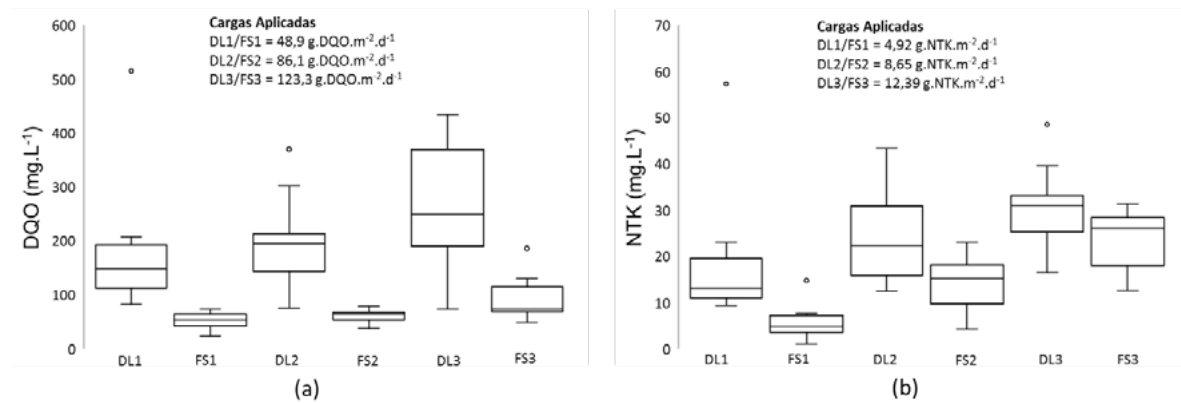 Cargas Aplicadas
DL1/FS1 = 48,9 g.DQO.m⁻².d⁻¹
DL2/FS2 = 86,1 g.DQO.m⁻².d⁻¹
DL3/FS3 = 123,3 g.DQO.m⁻².d⁻¹
600
500
400
300
200
100
0
DQO (mg.L⁻¹)
DL1 FS1 DL2 FS2 DL3 FS3
(a)
Cargas Aplicadas
DL1/FS1 = 4,92 g.NTK.m⁻².d⁻¹
DL2/FS2 = 8,65 g.NTK.m⁻².d⁻¹
DL3/FS3 = 12,39 g.NTK.m⁻².d⁻¹
70
60
50
40
30
20
10
0
NTK (mg.L⁻¹)
DL1 FS1 DL2 FS2 DL3 FS3
(b)